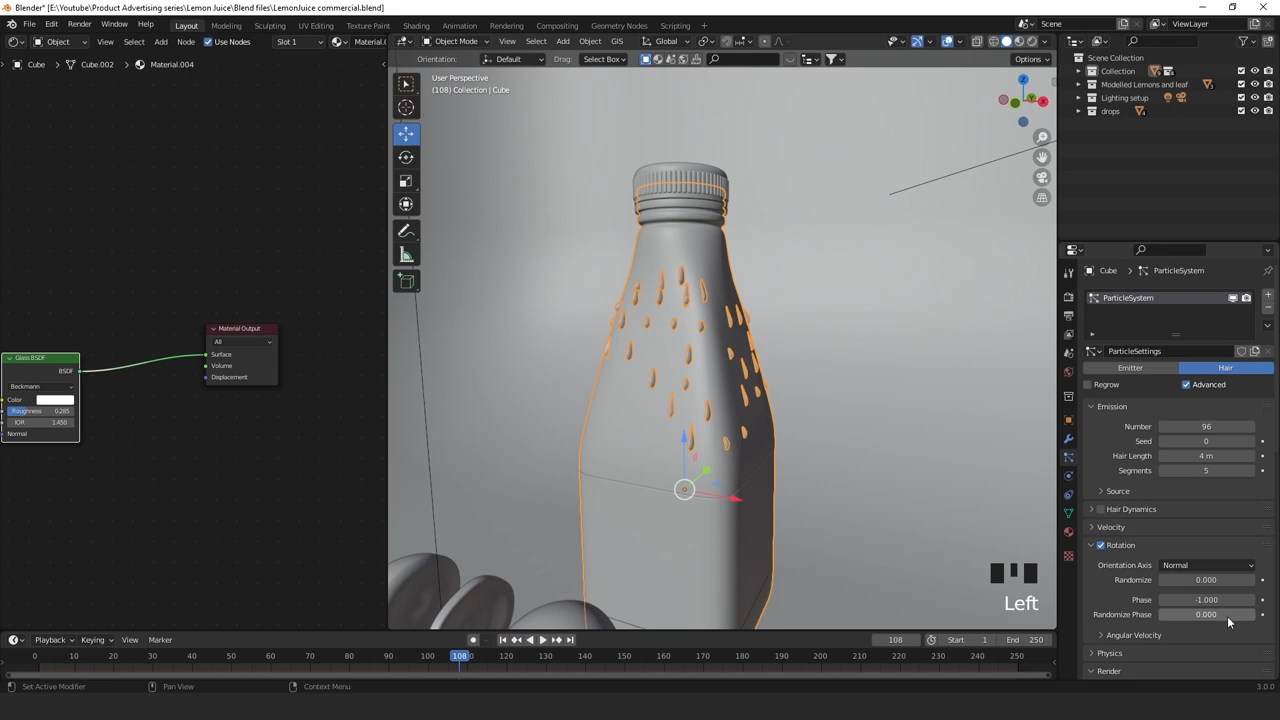 Blender* [E:\Youtube\Product Advertising series\Lemon Juice\Blend files\LemonJuice commercial.blend]
File Edit Render Window Help Layout Modeling Sculpting UV Editing Texture Paint Shading Animation Rendering Compositing Geometry Nodes Scripting + Scene ViewLayer
Object View Select Add Node Use Nodes Slot 1 Material.0 Object Mode View Select Add Object GIS Global
Orientation: Default Drag: Select Box Options
Cube > Cube.002 > Material.004
User Perspective
(108) Collection | Cube
Z
X
Y
Scene Collection
Collection
Modelled Lemons and leaf
Lighting setup
drops
Cube > ParticleSystem
ParticleSystem
ParticleSettings
Emitter Hair
Regrow Advanced
Emission
Number 96
Seed 0
Hair Length 4 m
Segments 5
Source
Hair Dynamics
Velocity
Rotation
Orientation Axis Normal
Randomize 0.000
Phase -1.000
Randomize Phase 0.000
Angular Velocity
Physics
Render
Material Output
All
Surface
Volume
Displacement
Glass BSDF
BSDF
Beckmann
Color
Roughness 0.285
IOR 1.450
Normal
Left
Playback Keying View Marker 108 Start 1 End 250
0 10 20 30 40 50 60 70 80 90 100 108 120 130 140 150 160 170 180 190 200 210 220 230 240 250
Set Active Modifier Pan View Context Menu 3.0.0